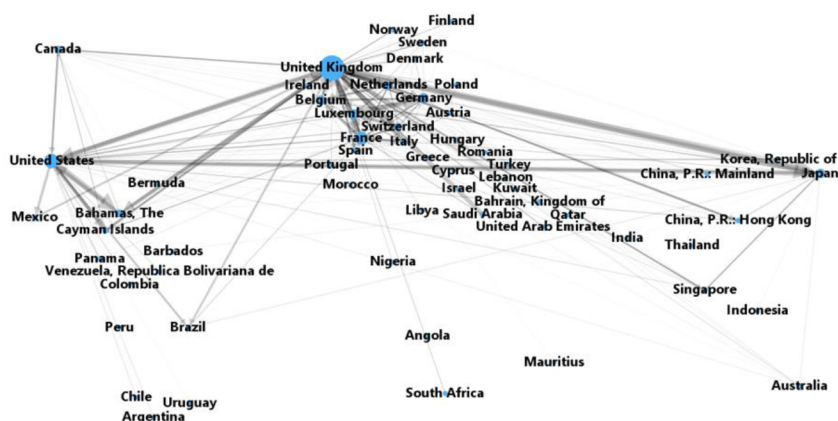 Finland
Norway
Sweden
Canada
Denmark
United Kingdom
Ireland
Netherlands
Poland
Belgium
Germany
Luxembourg
Austria
Switzerland
France
Italy
Hungary
Spain
Greece
Romania
United States
Portugal
Cyprus
Turkey
Korea, Republic of
Lebanon
China, P.R.: Mainland
Japan
Bermuda
Morocco
Israel
Kuwait
Bahrain, Kingdom of
Mexico
Bahamas, The
Libya
Saudi Arabia
Qatar
China, P.R.: Hong Kong
Cayman Islands
United Arab Emirates
India
Thailand
Barbados
Panama
Nigeria
Venezuela, Republica Bolivariana de
Colombia
Singapore
Indonesia
Peru
Brazil
Angola
Mauritius
Australia
Chile
Uruguay
South Africa
Argentina